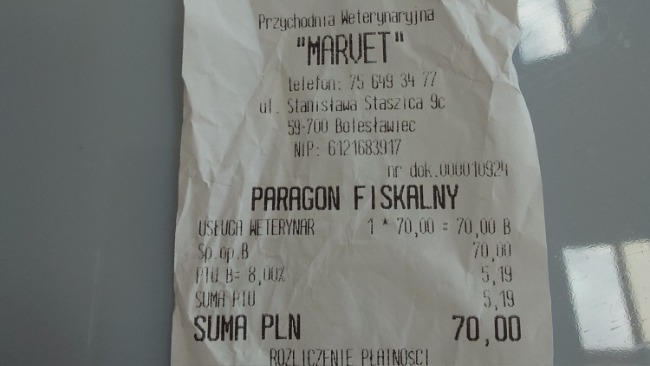 Przychodnia Weterynaryjna
"MARVET"
telefon: 75 649 34 77
ul. Stanisława Staszica 9c
59-700 Bolesławiec
NIP: 6121683917
nr dok.000010924
PARAGON FISKALNY
USŁUGA WETERYNAR 1 * 70,00 = 70,00 B
Sp.op.B 70,00
PTU B= 8,00% 5,19
SUMA PTU 5,19
SUMA PLN 70,00
ROZLICZENIE PŁATNOŚCI